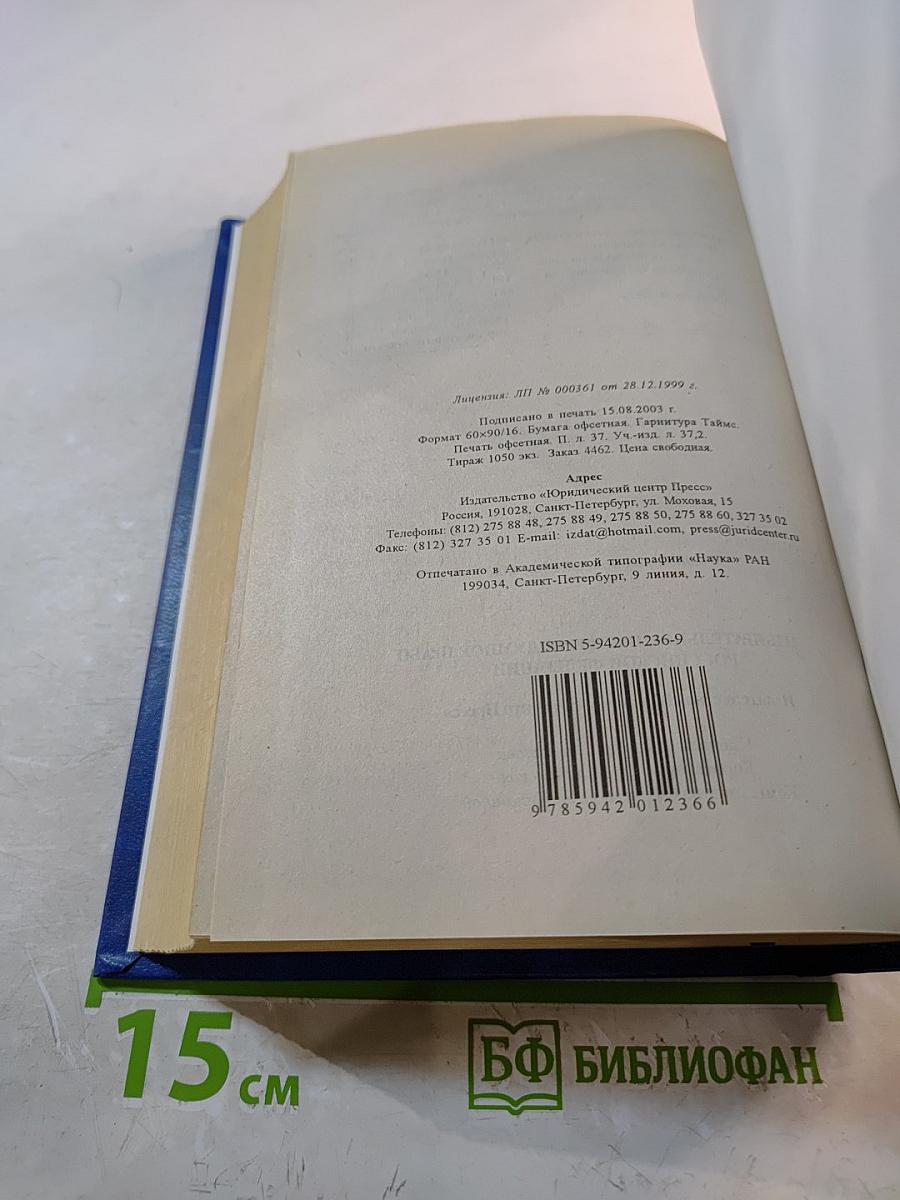 Лицензия: ЛП № 000361 от 28.12.1999 г.
Подписано в печать 15.08.2003 г.
Формат 60×90/16. Бумага офсетная. Гарнитура Таймс.
Печать офсетная. П. л. 37. Уч.-изд. л. 37,2.
Тираж 1050 экз. Заказ 4462. Цена свободная.
Адрес
Издательство «Юридический центр Пресс»
Россия, 191028, Санкт-Петербург, ул. Моховая, 15
Телефоны: (812) 275 88 48, 275 88 49, 275 88 50, 275 88 60, 327 35 02
Факс: (812) 327 35 01 E-mail: izdat@hotmail.com, press@juridcenter.ru
Отпечатано в Академической типографии «Наука» РАН
199034, Санкт-Петербург, 9 линия, д. 12.
ISBN 5-94201-236-9
9 785942 012366
15 см
БФ БИБЛИОФАН